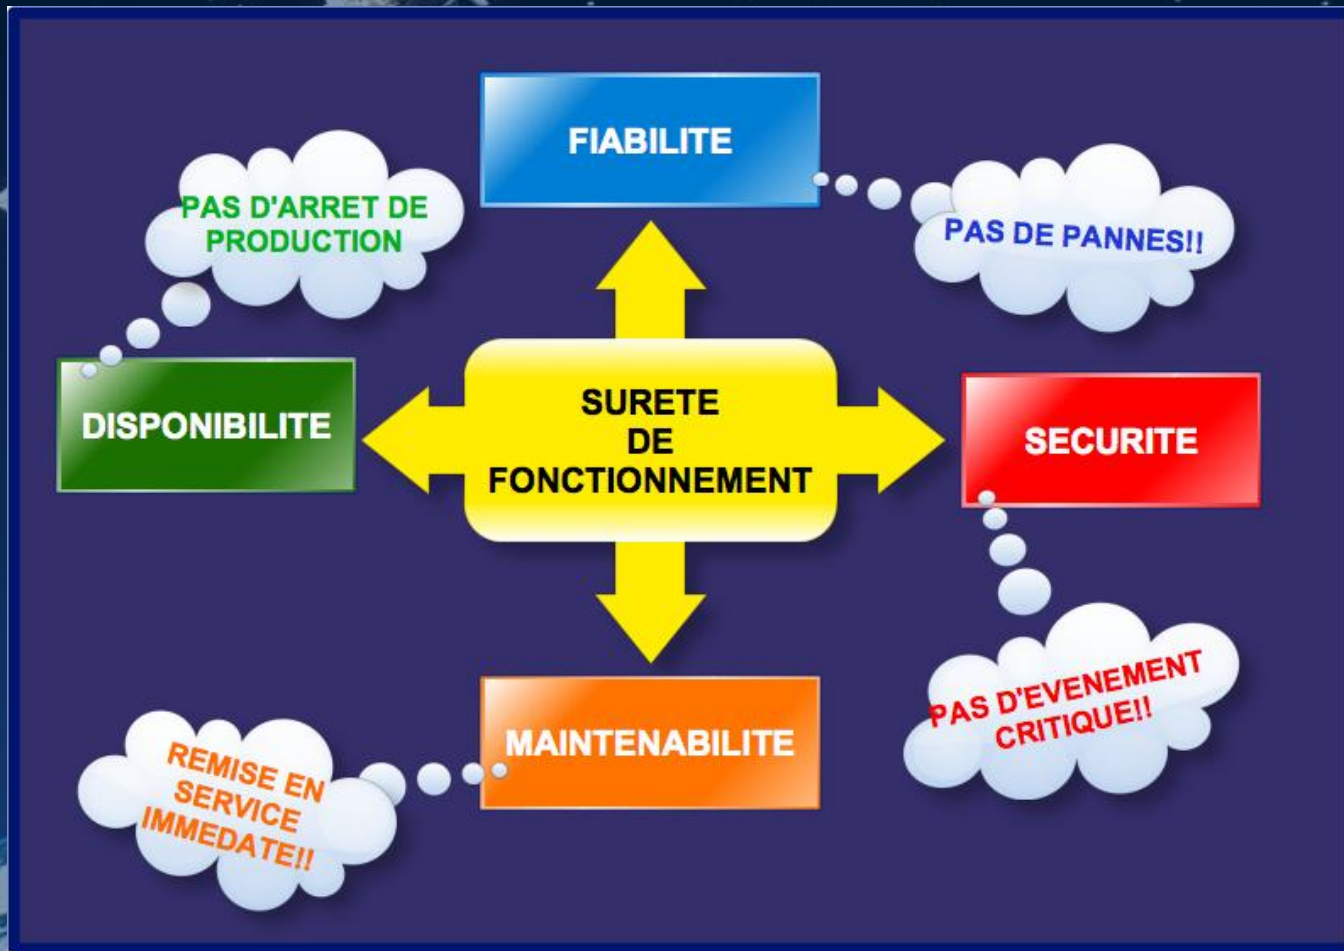 FIABILITE
PAS D'ARRET DE
PRODUCTION
PAS DE PANNES!!
DISPONIBILITE
SURETE
DE
FONCTIONNEMENT
SECURITE
PAS D'EVENEMENT
CRITIQUE!!
MAINTENABILITE
REMISE EN
SERVICE
IMMEDATE!!